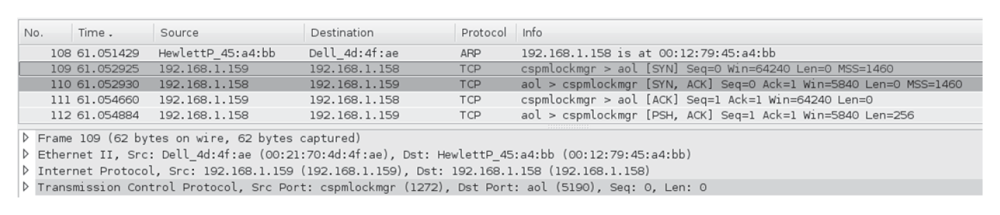 No. Time Source Destination Protocol Info
108 61.051429 HewlettP_45:a4:bb Dell_4d:4f:ae ARP 192.168.1.158 is at 00:12:79:45:a4:bb
109 61.052925 192.168.1.159 192.168.1.158 TCP cspmlockmgr > aol [SYN] Seq=0 Win=64240 Len=0 MSS=1460
110 61.052930 192.168.1.158 192.168.1.159 TCP aol > cspmlockmgr [SYN, ACK] Seq=0 Ack=1 Win=5840 Len=0 MSS=1460
111 61.054660 192.168.1.159 192.168.1.158 TCP cspmlockmgr > aol [ACK] Seq=1 Ack=1 Win=64240 Len=0
112 61.054884 192.168.1.158 192.168.1.159 TCP aol > cspmlockmgr [PSH, ACK] Seq=1 Ack=1 Win=5840 Len=256
Frame 109 (62 bytes on wire, 62 bytes captured)
Ethernet II, Src: Dell_4d:4f:ae (00:21:70:4d:4f:ae), Dst: HewlettP_45:a4:bb (00:12:79:45:a4:bb)
Internet Protocol, Src: 192.168.1.159 (192.168.1.159), Dst: 192.168.1.158 (192.168.1.158)
Transmission Control Protocol, Src Port: cspmlockmgr (1272), Dst Port: aol (5190), Seq: 0, Len: 0